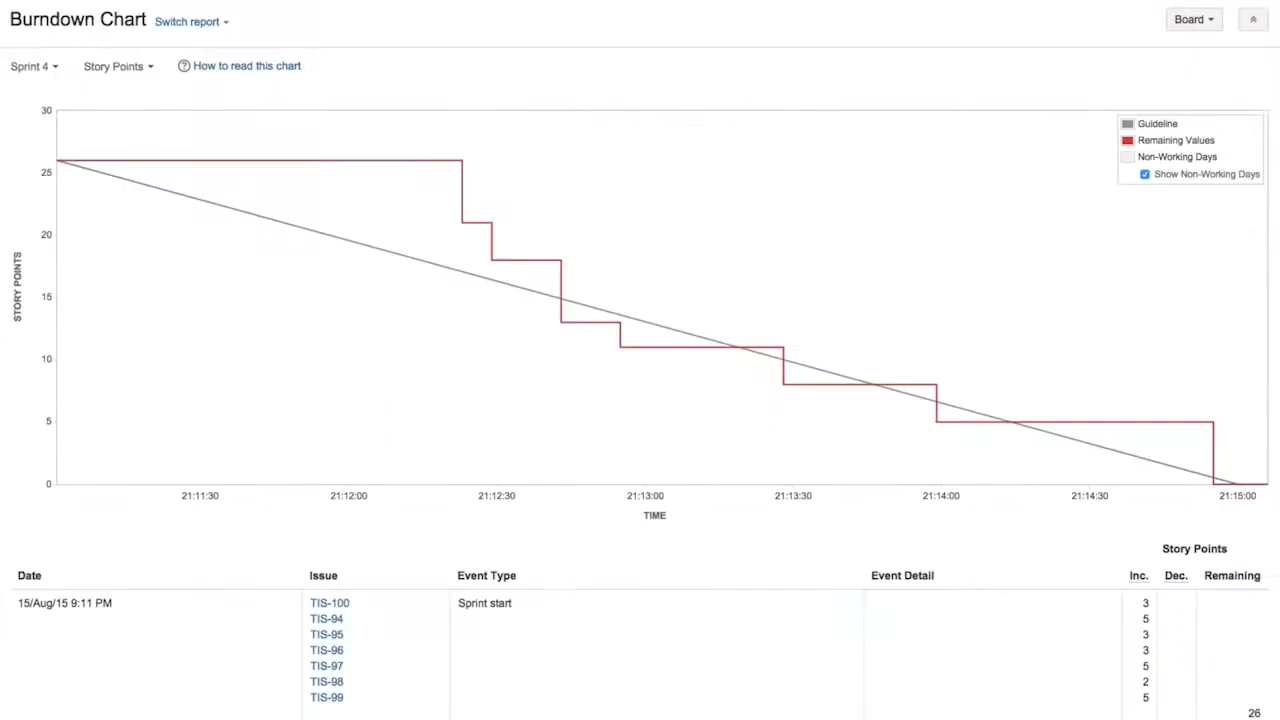 Burndown Chart Switch report
Board
Sprint 4 Story Points How to read this chart
30
25
20
15
10
5
0
STORY POINTS
Guideline
Remaining Values
Non-Working Days
Show Non-Working Days
21:11:30 21:12:00 21:12:30 21:13:00 21:13:30 21:14:00 21:14:30 21:15:00
TIME
Story Points
Date Issue Event Type Event Detail Inc. Dec. Remaining
15/Aug/15 9:11 PM TIS-100 Sprint start 3
TIS-94 5
TIS-95 3
TIS-96 3
TIS-97 5
TIS-98 2
TIS-99 5
26